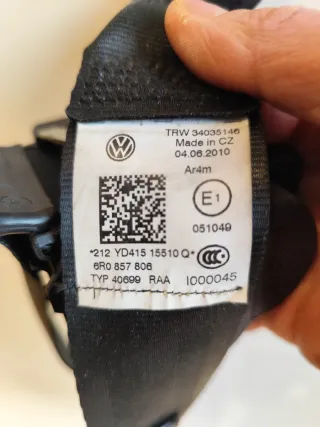 TRW 34035146
Made in CZ
04.06.2010
Ar4m
E1
051049
*212 YD415 15510 Q*
6R0 857 806
TYP 40699 RAA I000045